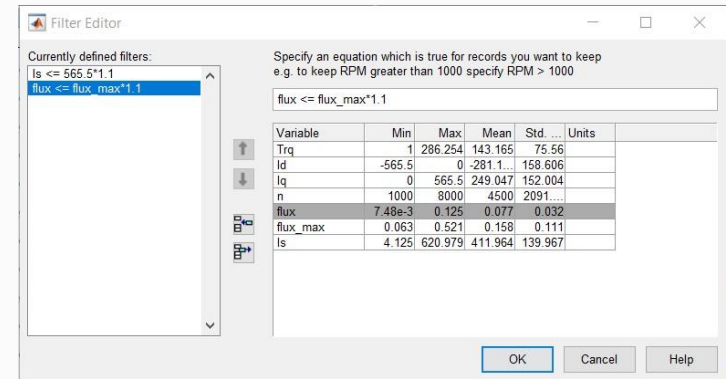 Filter Editor
Currently defined filters:
Is <= 565.5*1.1
flux <= flux_max*1.1
Specify an equation which is true for records you want to keep
e.g. to keep RPM greater than 1000 specify RPM > 1000
flux <= flux_max*1.1
Variable Min Max Mean Std. ... Units
Trq 1 286.254 143.165 75.56
Id -565.5 0 -281.1... 158.606
Iq 0 565.5 249.047 152.004
n 1000 8000 4500 2091....
flux 7.48e-3 0.125 0.077 0.032
flux_max 0.063 0.521 0.158 0.111
Is 4.125 620.979 411.964 139.967
OK Cancel Help